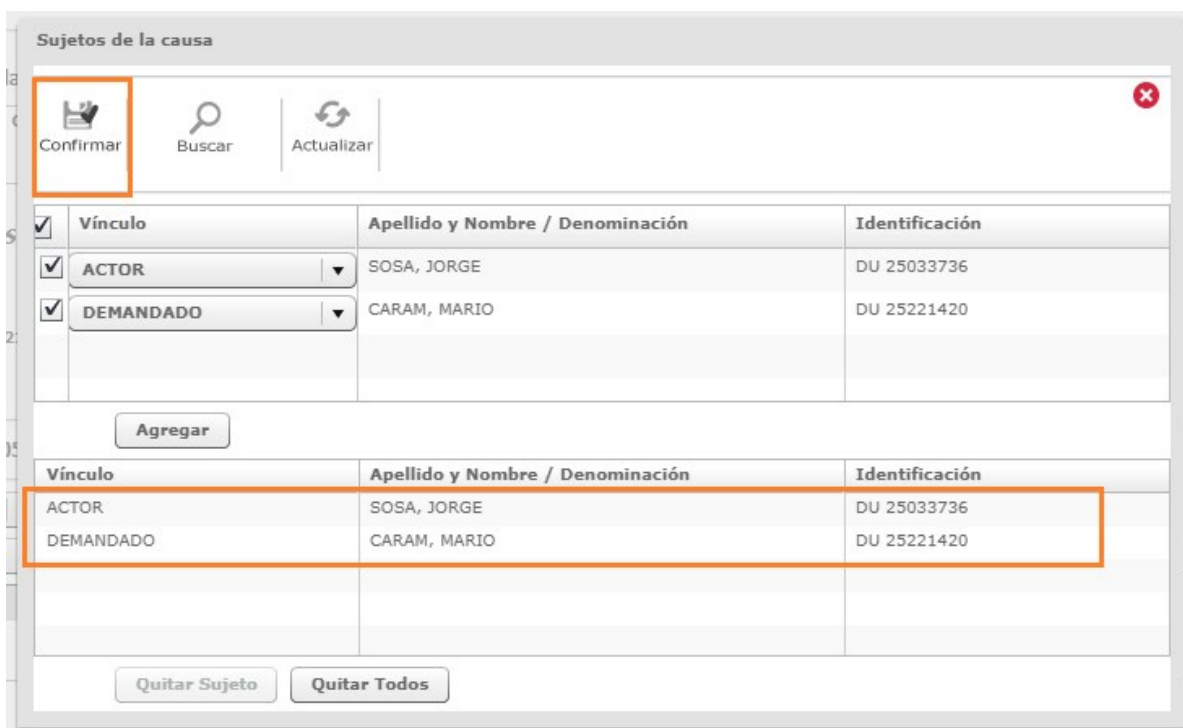 Sujetos de la causa
Confirmar Buscar Actualizar
Vínculo Apellido y Nombre / Denominación Identificación
ACTOR SOSA, JORGE DU 25033736
DEMANDADO CARAM, MARIO DU 25221420
Agregar
Vínculo Apellido y Nombre / Denominación Identificación
ACTOR SOSA, JORGE DU 25033736
DEMANDADO CARAM, MARIO DU 25221420
Quitar Sujeto Quitar Todos